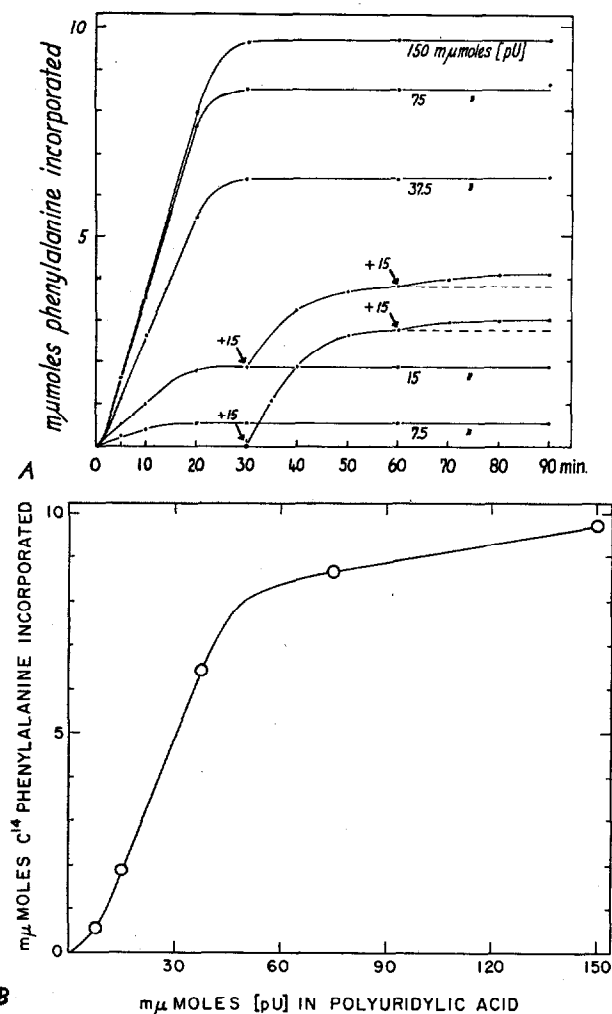 10
5
mμmoles phenylalanine incorporated
150 mμmoles [pU]
75 "
37.5 "
+15
+15
+15
15 "
+15
7.5 "
0 10 20 30 40 50 60 70 80 90 min.
A
10
5
0
mμMOLES C¹⁴ PHENYLALANINE INCORPORATED
30 60 90 120 150
B
mμ MOLES [pU] IN POLYURIDYLIC ACID